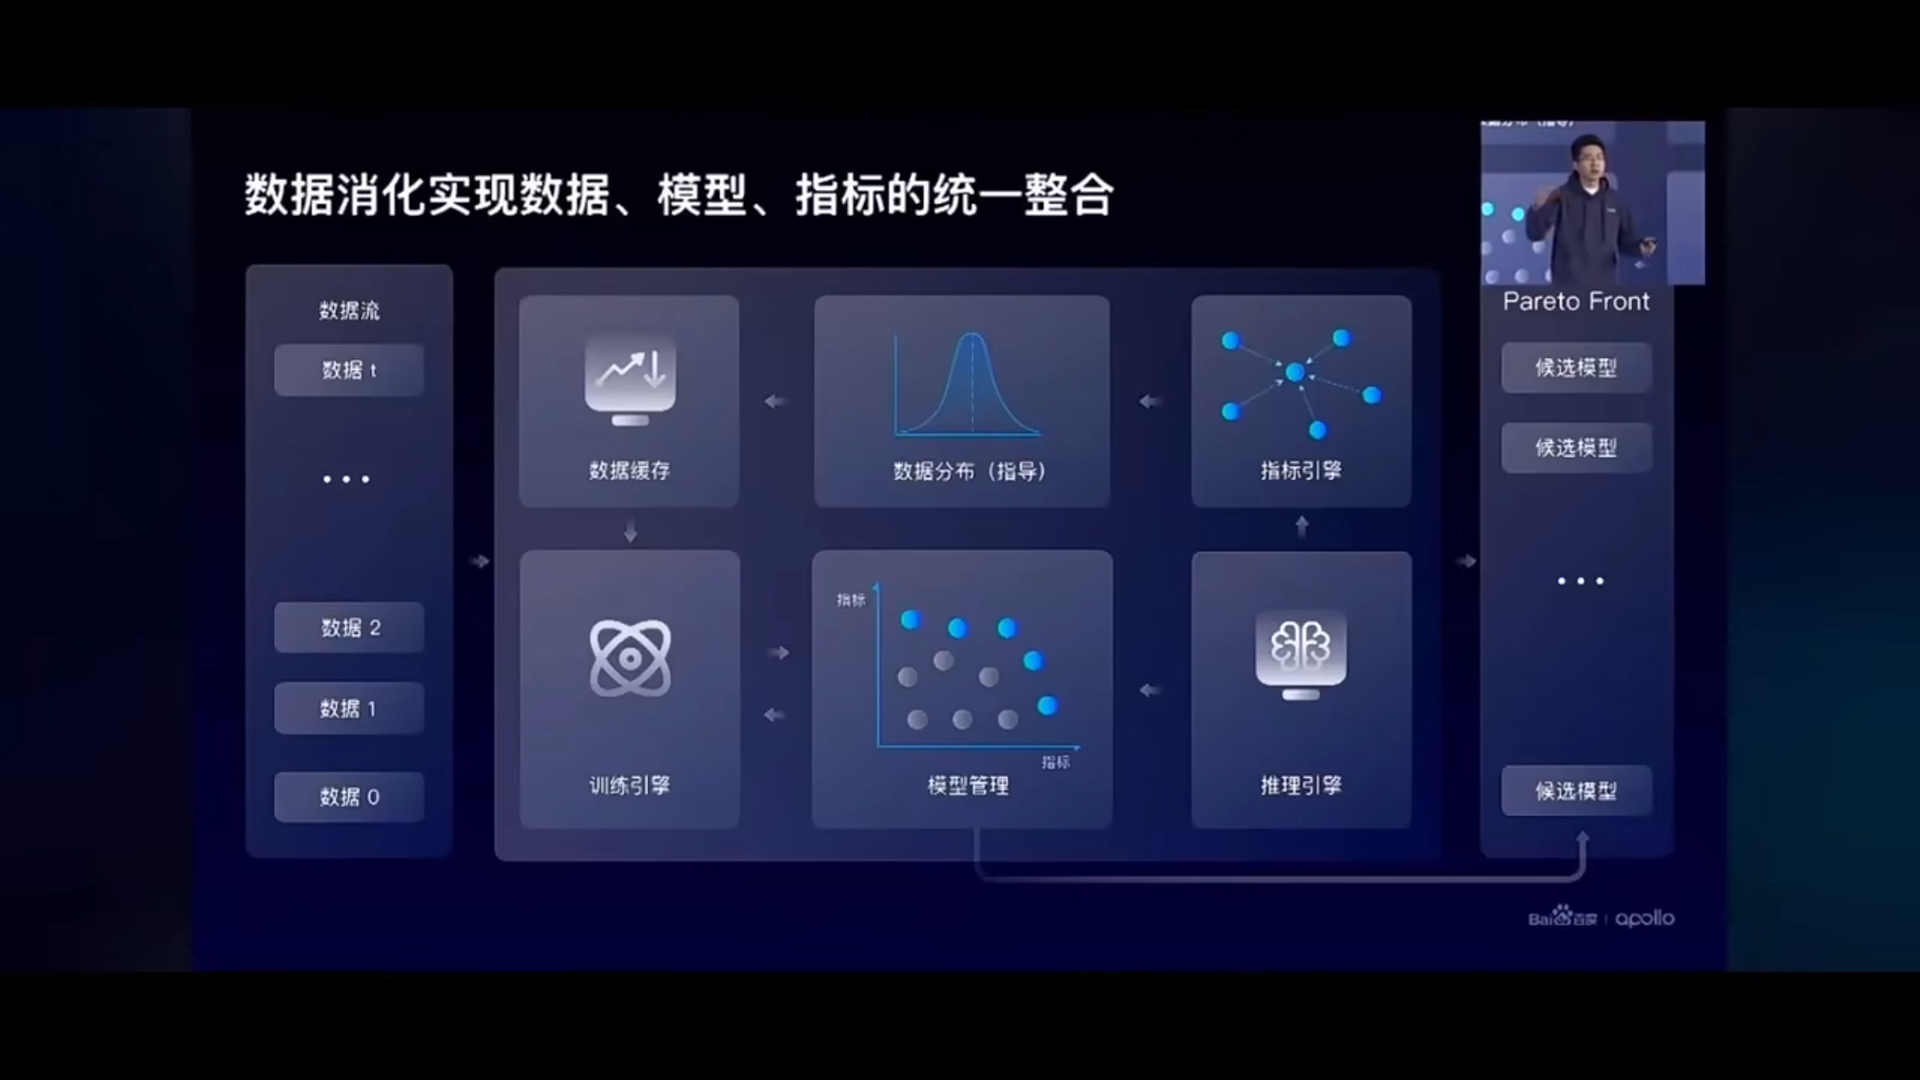 数据消化实现数据、模型、指标的统一整合
数据流
数据 t
数据 2
数据 1
数据 0
数据缓存
数据分布（指导）
指标引擎
训练引擎
指标
指标
模型管理
推理引擎
Pareto Front
候选模型
候选模型
候选模型
Bai百度 | apollo